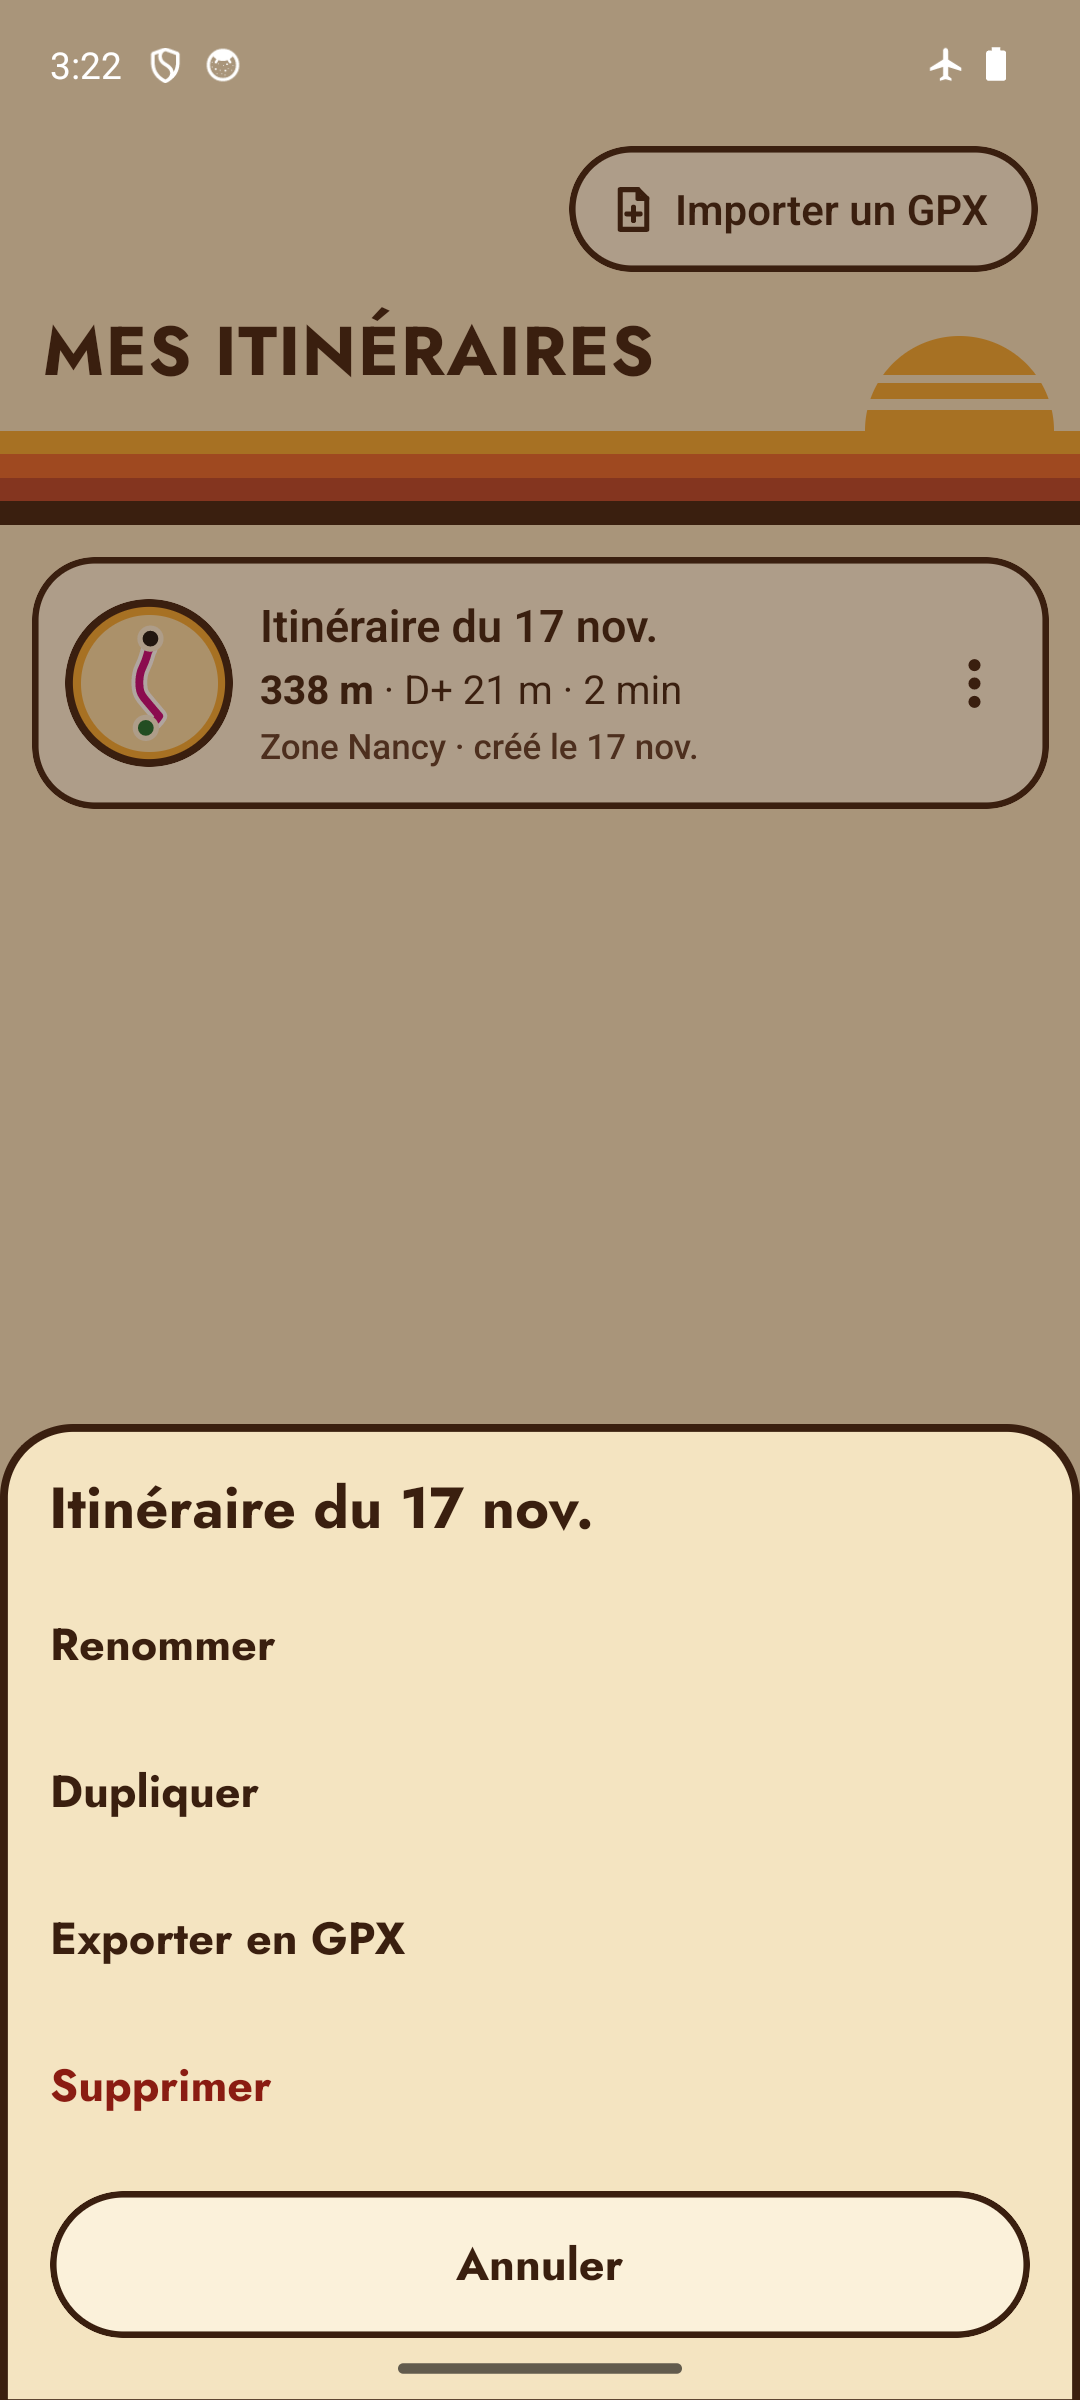 3:22
Importer un GPX
MES ITINÉRAIRES
Itinéraire du 17 nov.
338 m · D+ 21 m · 2 min
Zone Nancy · créé le 17 nov.
Itinéraire du 17 nov.
Renommer
Dupliquer
Exporter en GPX
Supprimer
Annuler